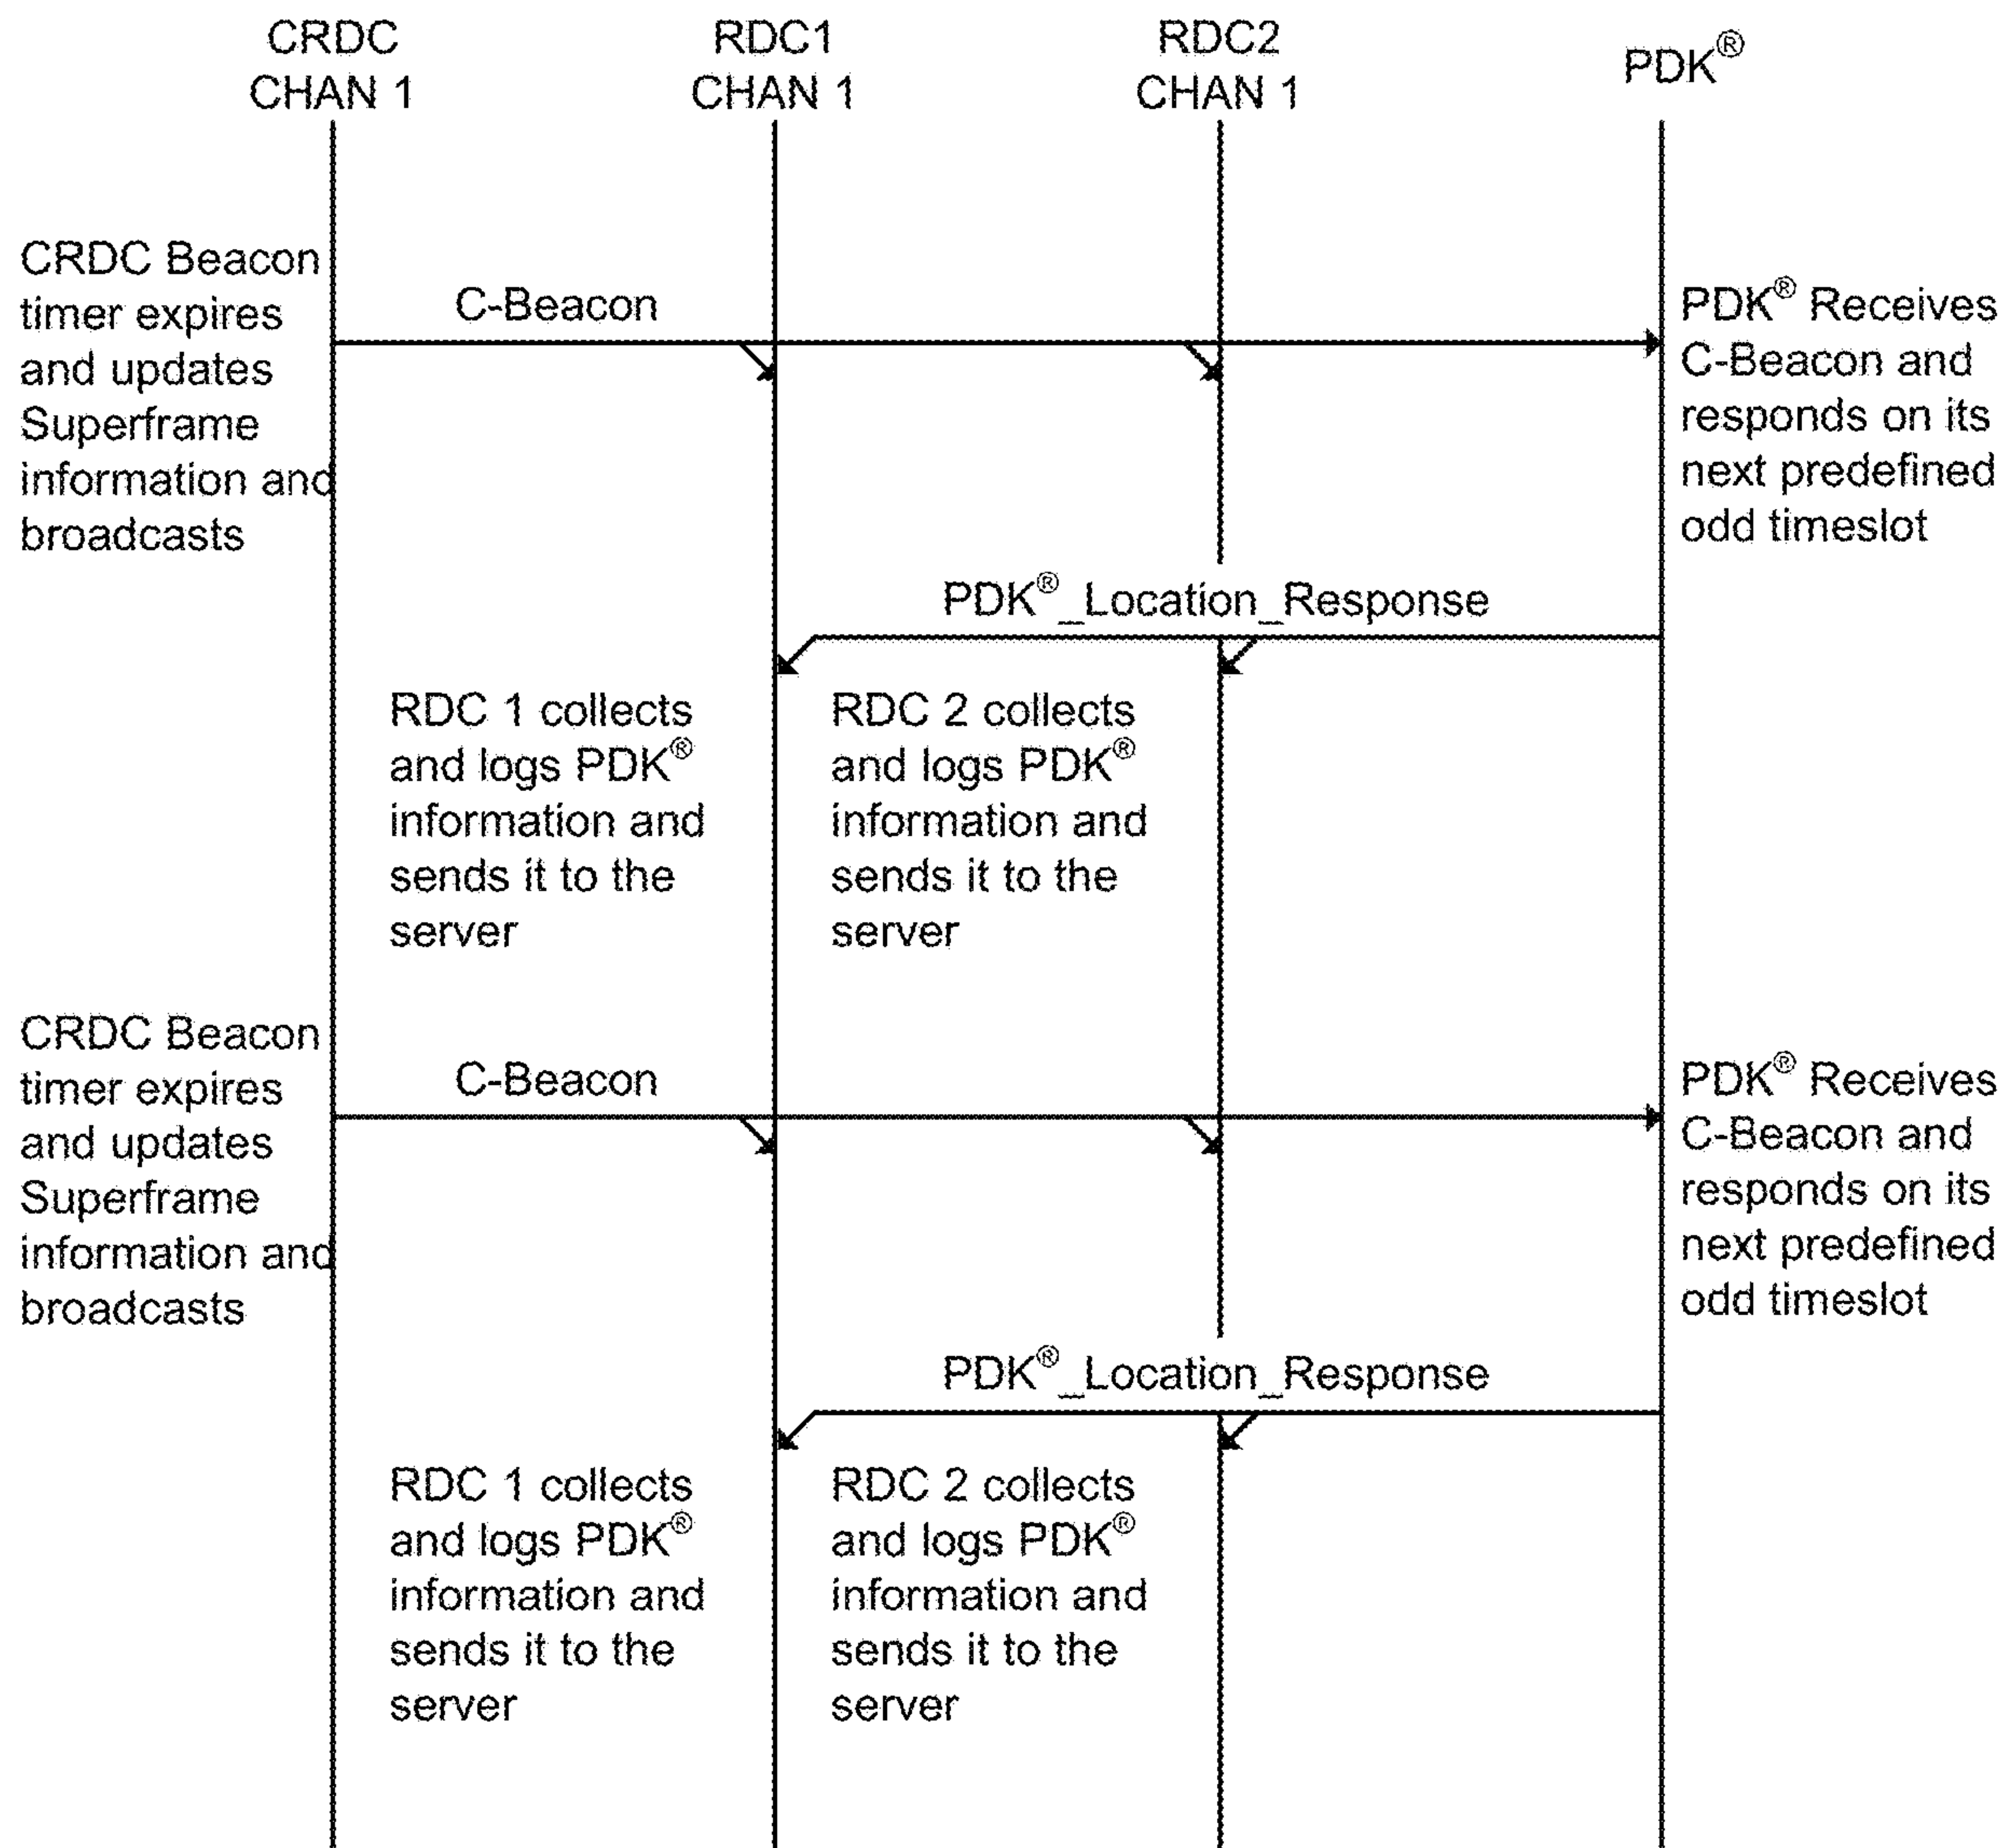 CRDC
CHAN 1
RDC1
CHAN 1
RDC2
CHAN 1
PDK®
CRDC Beacon
timer expires
and updates
Superframe
information and
broadcasts
C-Beacon
PDK® Receives
C-Beacon and
responds on its
next predefined
odd timeslot
PDK®_Location_Response
RDC 1 collects
and logs PDK®
information and
sends it to the
server
RDC 2 collects
and logs PDK®
information and
sends it to the
server
CRDC Beacon
timer expires
and updates
Superframe
information and
broadcasts
C-Beacon
PDK® Receives
C-Beacon and
responds on its
next predefined
odd timeslot
PDK®_Location_Response
RDC 1 collects
and logs PDK®
information and
sends it to the
server
RDC 2 collects
and logs PDK®
information and
sends it to the
server